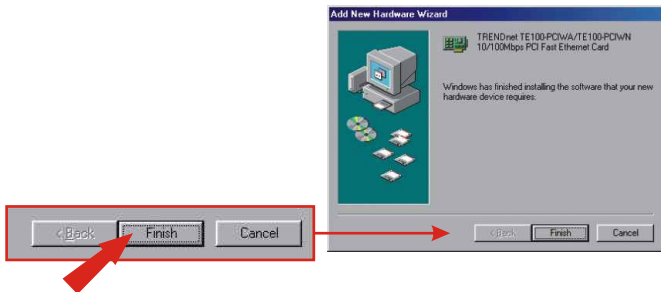 Add New Hardware Wizard
TRENDnet TE100-PCIWA/TE100-PCIWN
10/100Mbps PCI Fast Ethernet Card
Windows has finished installing the software that your new
hardware device requires.
< Back Finish Cancel
< Back Finish Cancel